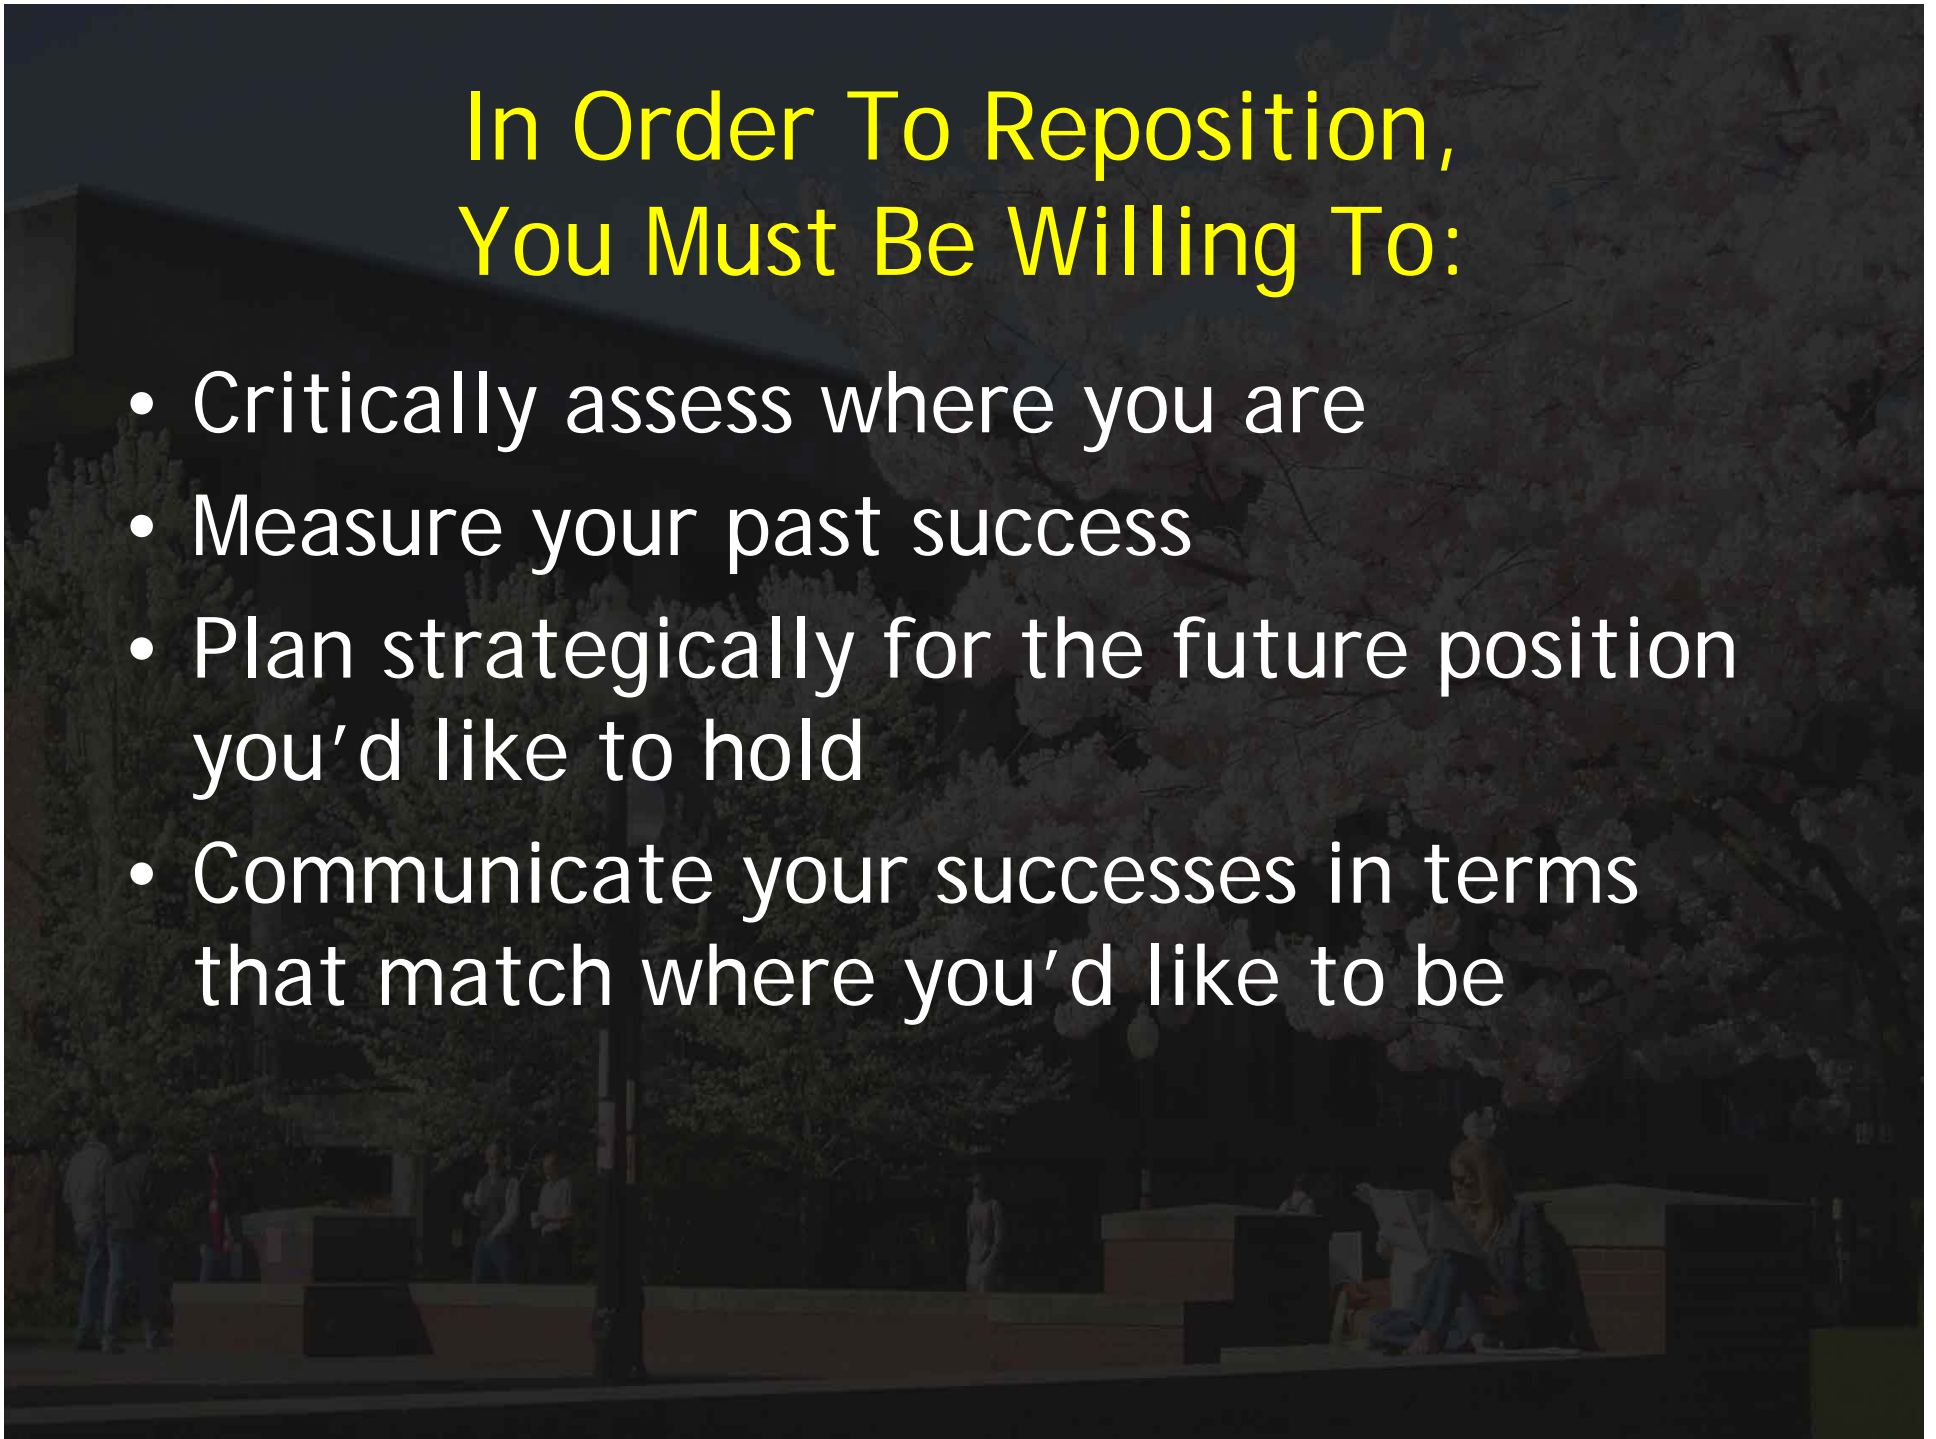 In Order To Reposition,
You Must Be Willing To:
• Critically assess where you are
• Measure your past success
• Plan strategically for the future position
you’d like to hold
• Communicate your successes in terms
that match where you’d like to be